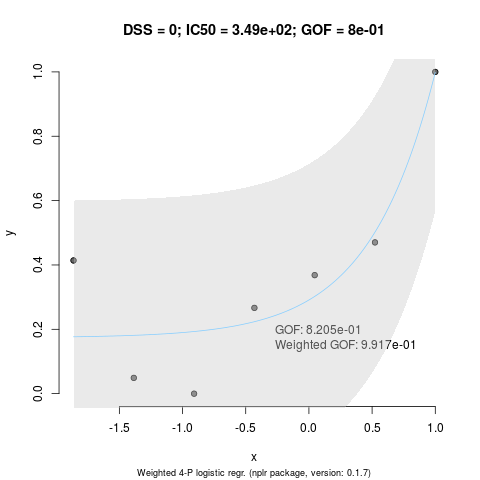 DSS = 0; IC50 = 3.49e+02; GOF = 8e-01
1.0
0.8
0.6
0.4
0.2
0.0
y
GOF: 8.205e-01
Weighted GOF: 9.917e-01
-1.5 -1.0 -0.5 0.0 0.5 1.0
x
Weighted 4-P logistic regr. (nplr package, version: 0.1.7)